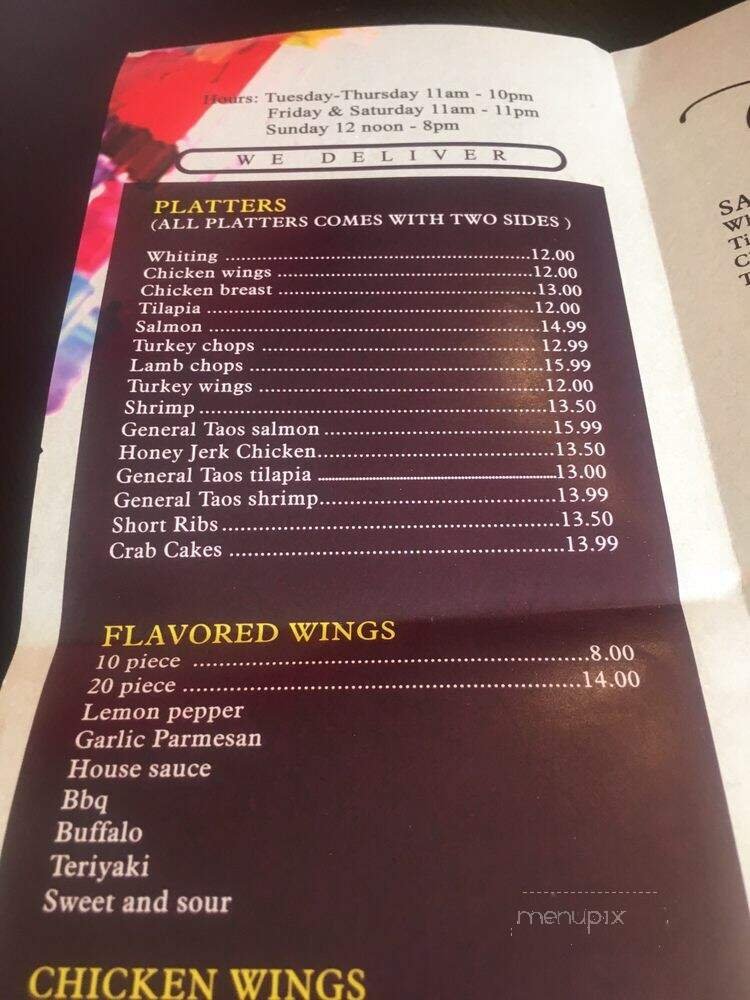 Hours: Tuesday-Thursday 11am - 10pm
Friday & Saturday 11am - 11pm
Sunday 12 noon - 8pm
WE DELIVER
PLATTERS
(ALL PLATTERS COMES WITH TWO SIDES )
Whiting ........ 12.00
Chicken wings ........ 12.00
Chicken breast ........ 13.00
Tilapia ........ 12.00
Salmon ........ 14.99
Turkey chops ........ 12.99
Lamb chops ........ 15.99
Turkey wings ........ 12.00
Shrimp ........ 13.50
General Taos salmon ........ 15.99
Honey Jerk Chicken ........ 13.50
General Taos tilapia ........ 13.00
General Taos shrimp ........ 13.99
Short Ribs ........ 13.50
Crab Cakes ........ 13.99
FLAVORED WINGS
10 piece ........ 8.00
20 piece ........ 14.00
Lemon pepper
Garlic Parmesan
House sauce
Bbq
Buffalo
Teriyaki
Sweet and sour
CHICKEN WINGS
menupix